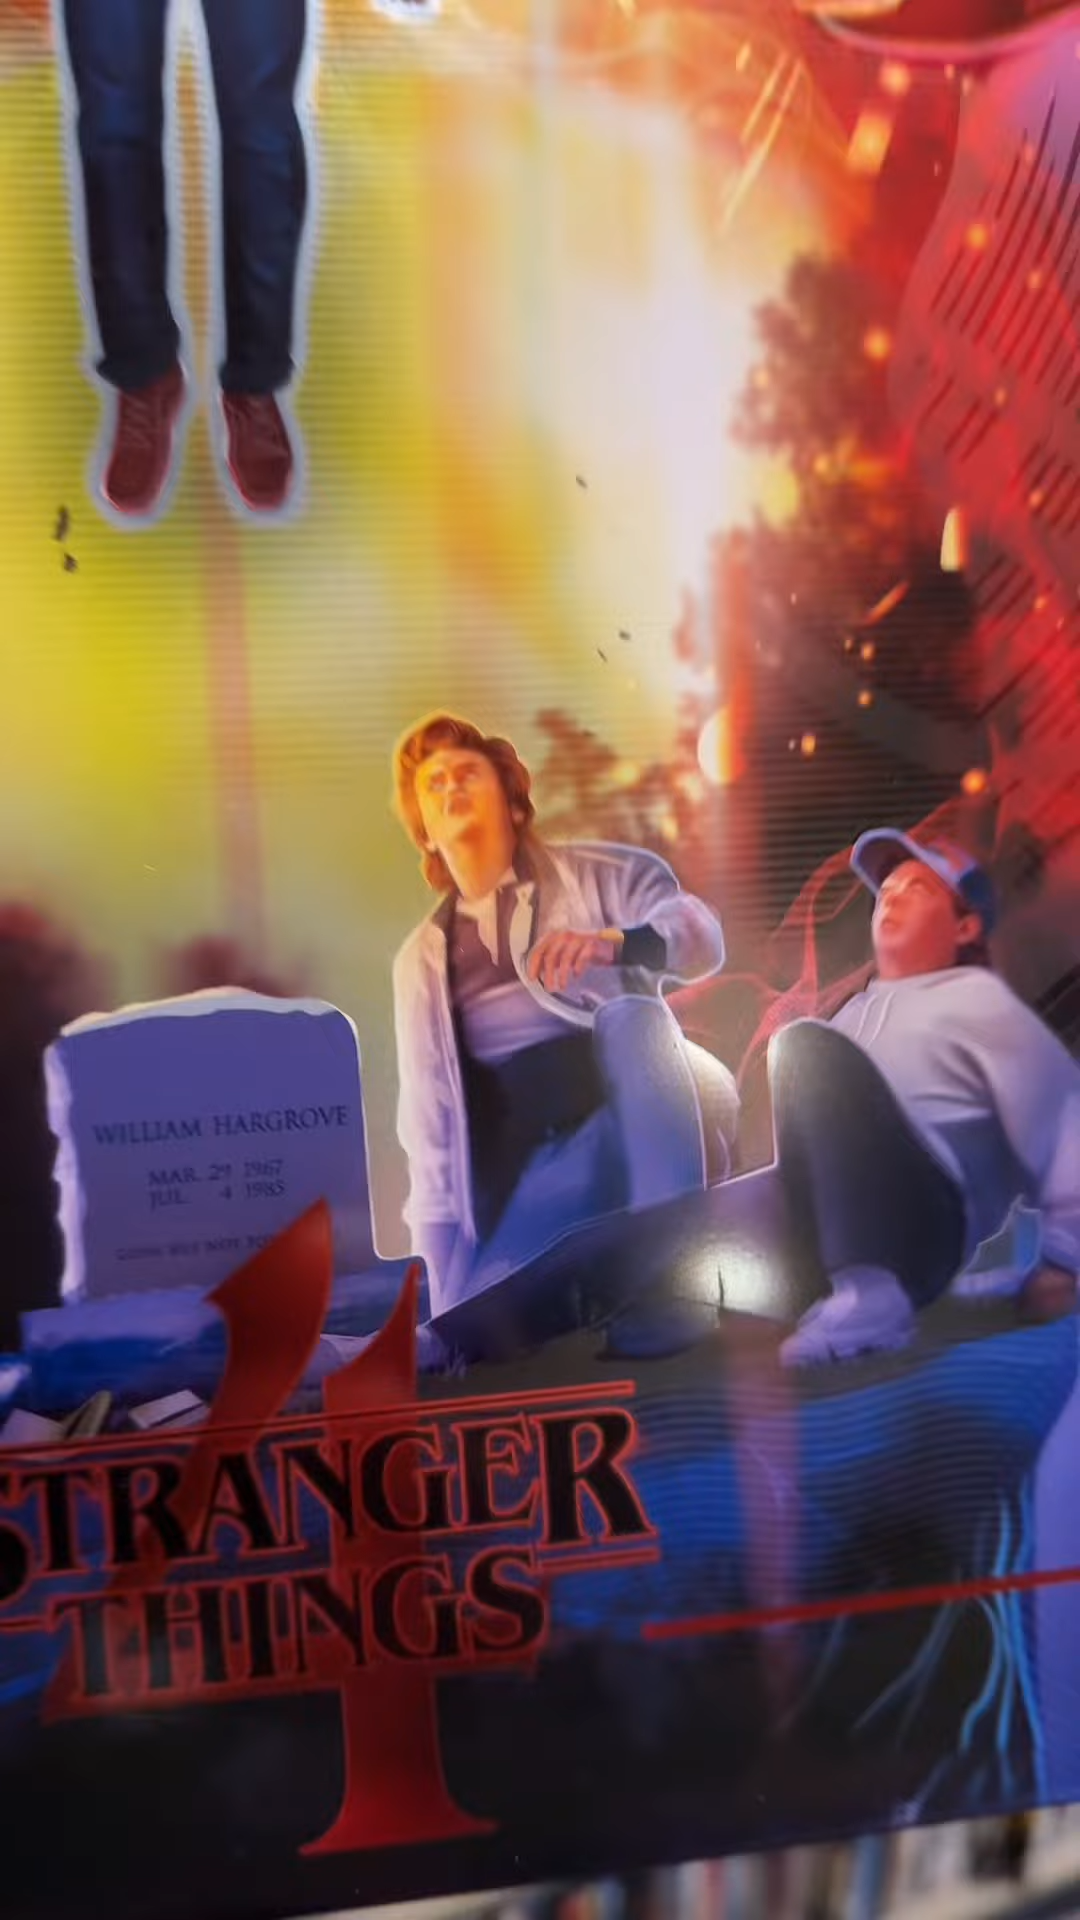 WILLIAM HARGROVE
MAR. 29 1967
JUL. 4 1985
4
STRANGER
THINGS